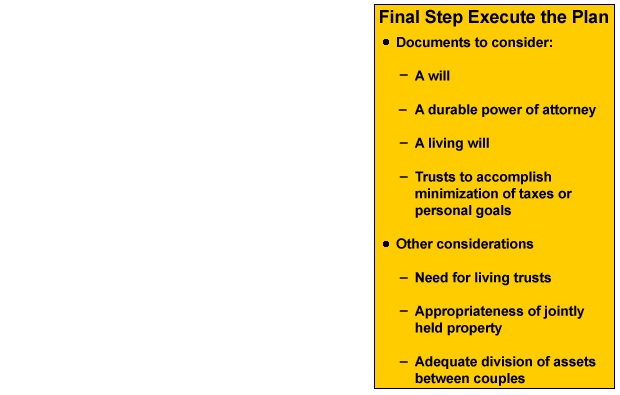 Final Step Execute the Plan
• Documents to consider:
– A will
– A durable power of attorney
– A living will
– Trusts to accomplish
minimization of taxes or
personal goals
• Other considerations
– Need for living trusts
– Appropriateness of jointly
held property
– Adequate division of assets
between couples